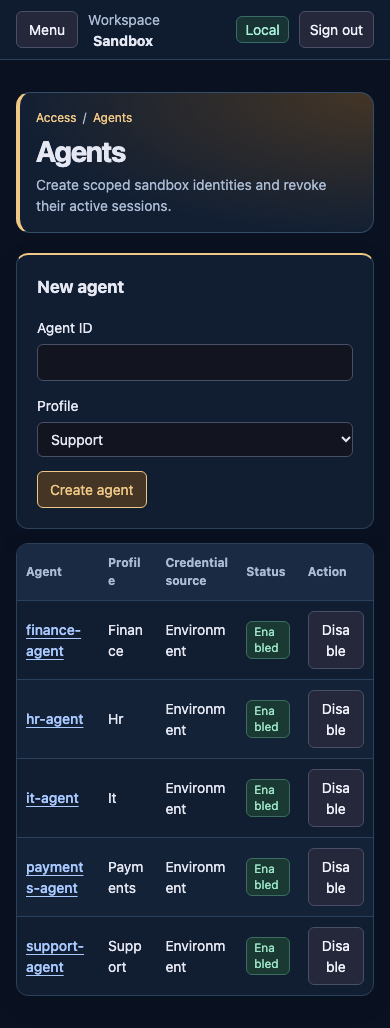 Menu
Workspace
Sandbox
Local
Sign out
Access / Agents
Agents
Create scoped sandbox identities and revoke
their active sessions.
New agent
Agent ID
Profile
Support
Create agent
Agent
Profil
e
Credential
source
Status
Action
finance-
agent
Finan
ce
Environm
ent
Ena
bled
Disa
ble
hr-agent
Hr
Environm
ent
Ena
bled
Disa
ble
it-agent
It
Environm
ent
Ena
bled
Disa
ble
payment
s-agent
Paym
ents
Environm
ent
Ena
bled
Disa
ble
support-
agent
Supp
ort
Environm
ent
Ena
bled
Disa
ble